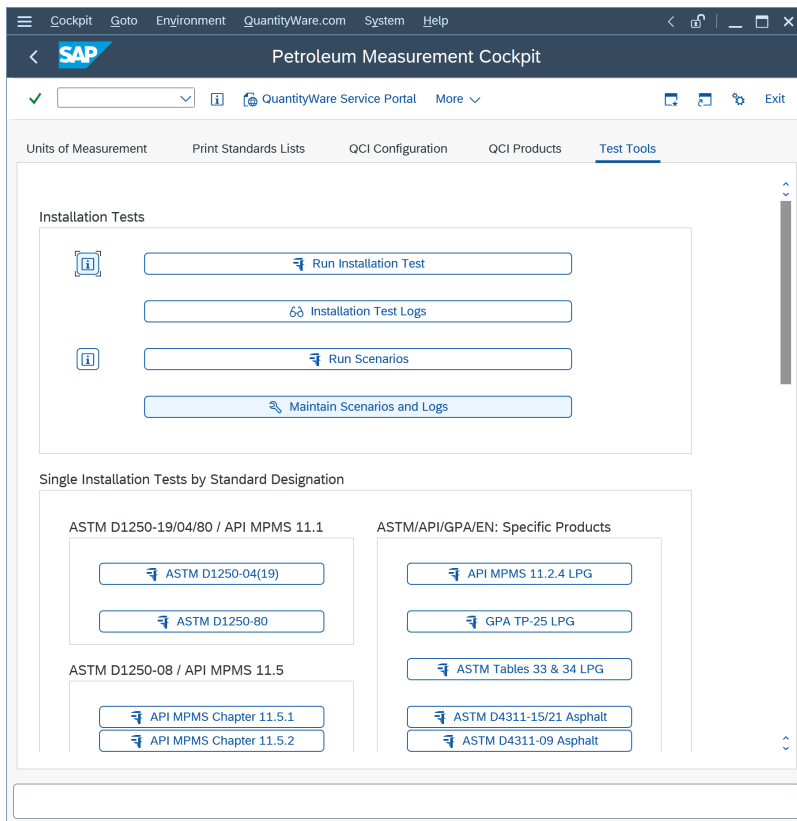 Cockpit Goto Environment QuantityWare.com System Help
SAP Petroleum Measurement Cockpit
QuantityWare Service Portal More Exit
Units of Measurement Print Standards Lists QCI Configuration QCI Products Test Tools
Installation Tests
Run Installation Test
Installation Test Logs
Run Scenarios
Maintain Scenarios and Logs
Single Installation Tests by Standard Designation
ASTM D1250-19/04/80 / API MPMS 11.1 ASTM/API/GPA/EN: Specific Products
ASTM D1250-04(19) API MPMS 11.2.4 LPG
ASTM D1250-80 GPA TP-25 LPG
ASTM D1250-08 / API MPMS 11.5 ASTM Tables 33 & 34 LPG
API MPMS Chapter 11.5.1 ASTM D4311-15/21 Asphalt
API MPMS Chapter 11.5.2 ASTM D4311-09 Asphalt